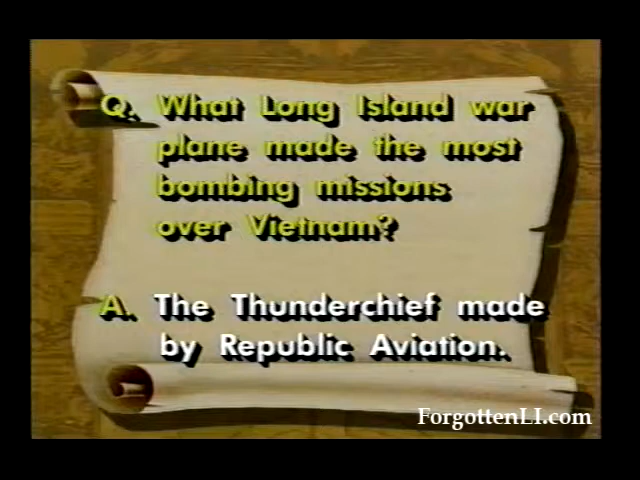 Q. What Long Island war
plane made the most
bombing missions
over Vietnam?
A. The Thunderchief made
by Republic Aviation.
ForgottenLI.com